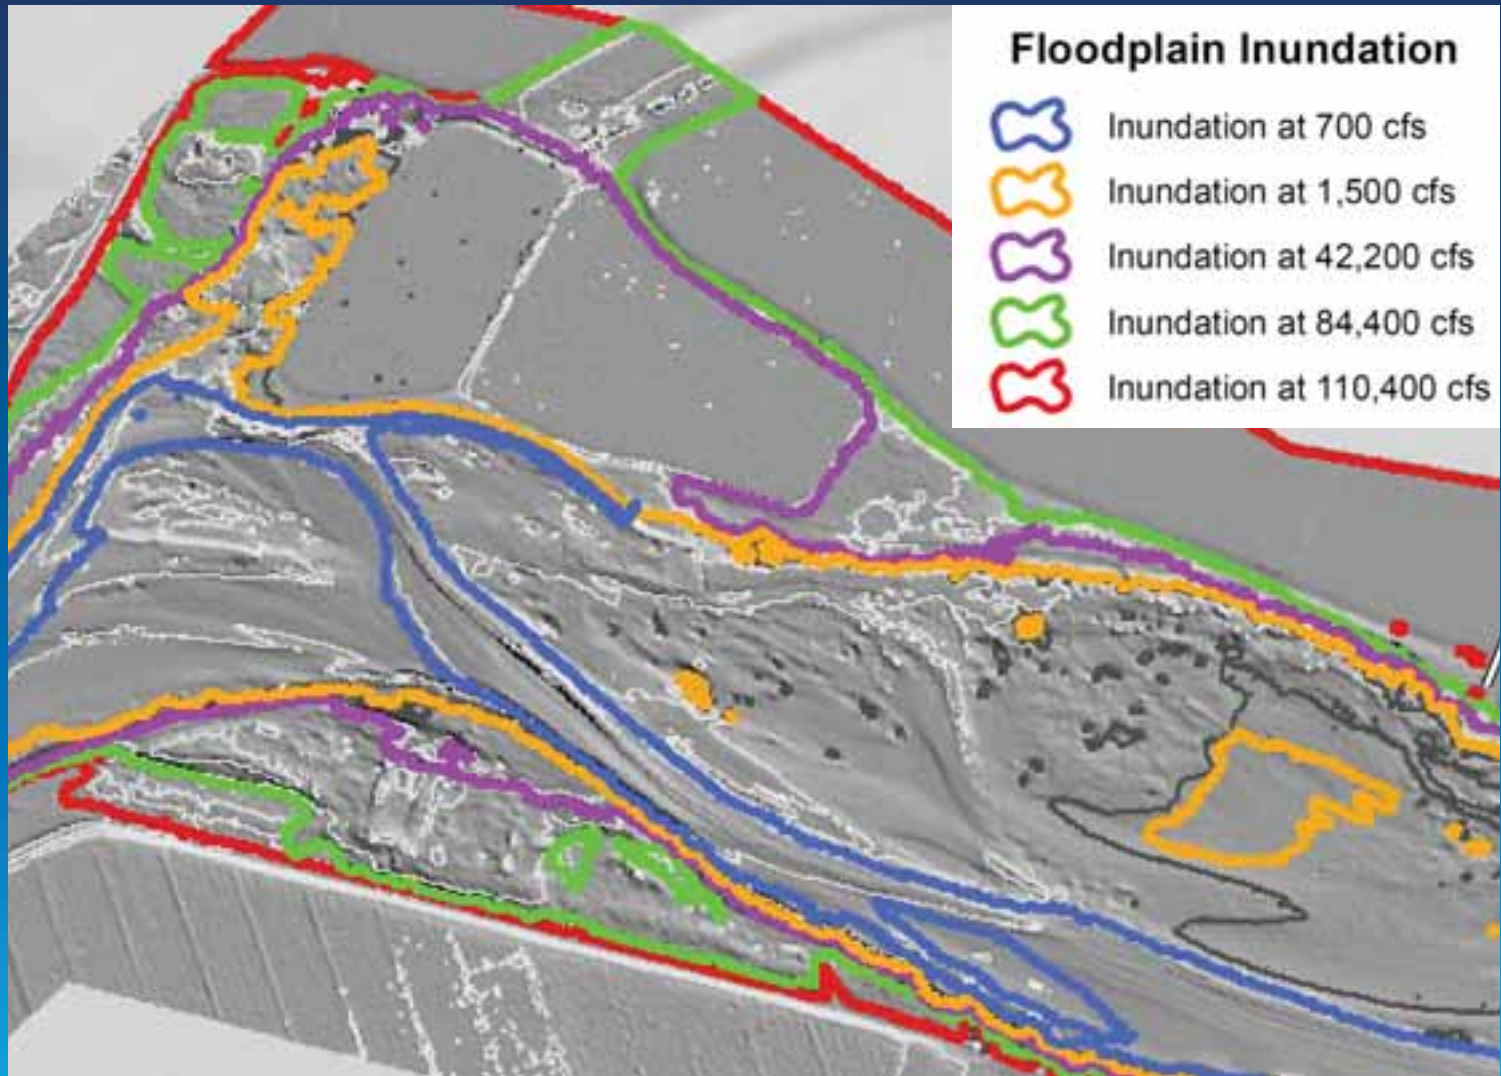 Floodplain Inundation
Inundation at 700 cfs
Inundation at 1,500 cfs
Inundation at 42,200 cfs
Inundation at 84,400 cfs
Inundation at 110,400 cfs